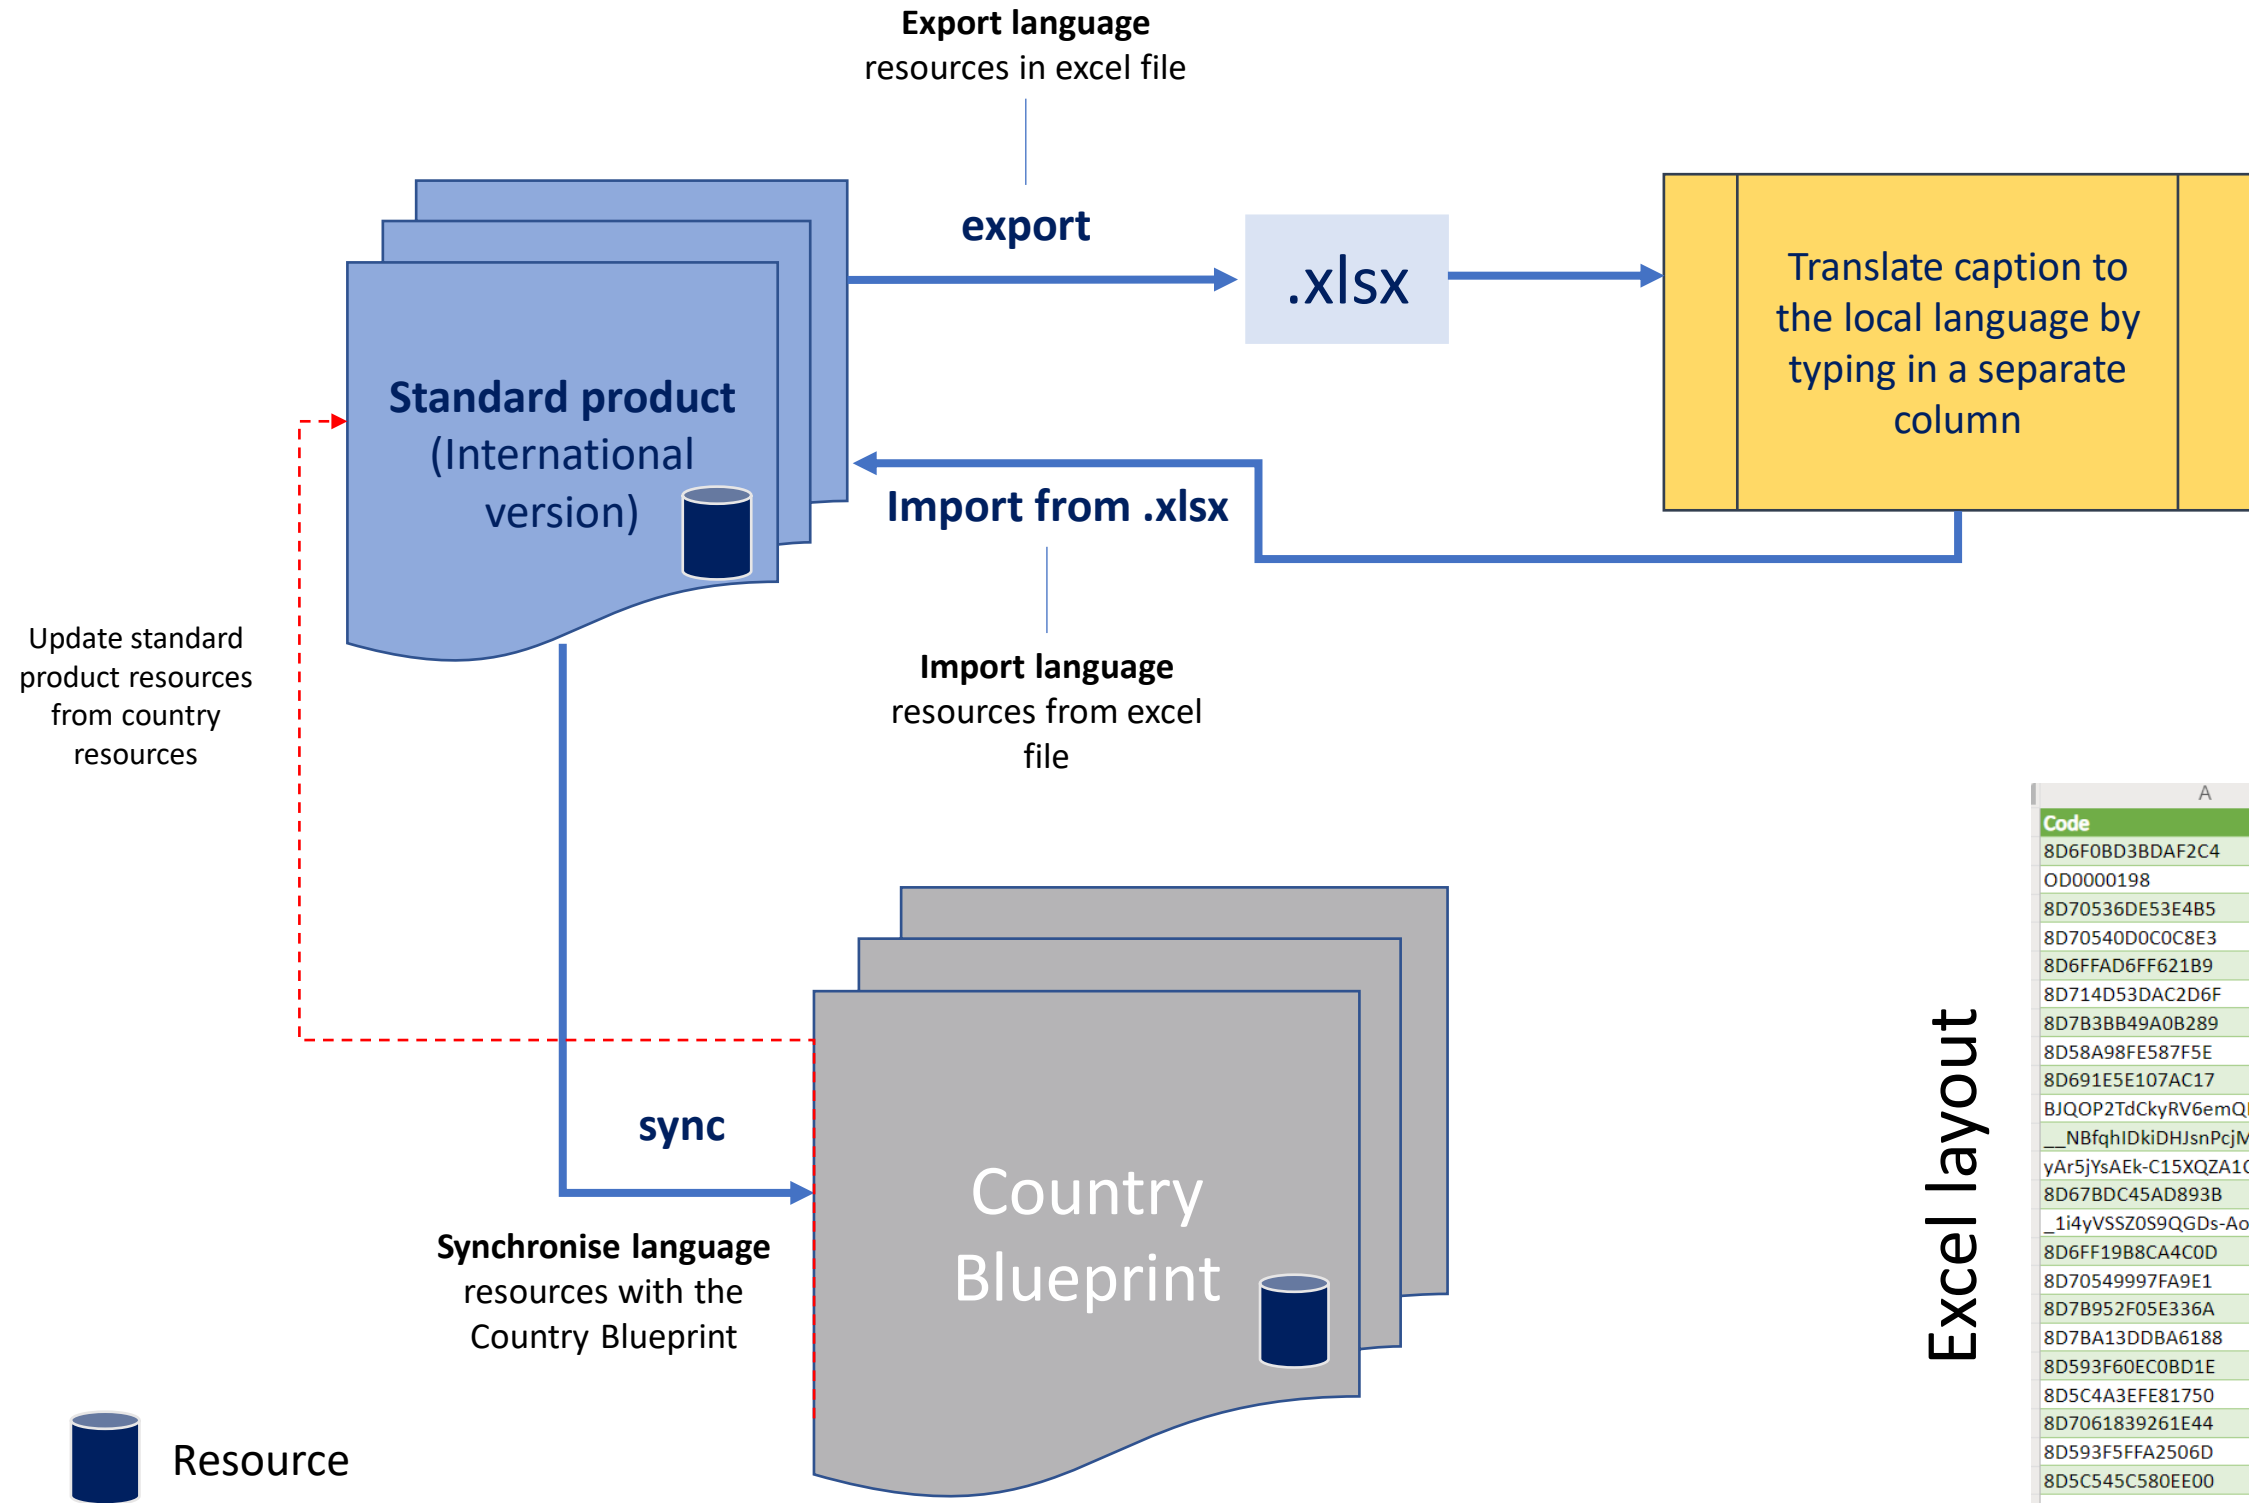 Export language
resources in excel file
export
.xlsx
Translate caption to
the local language by
typing in a separate
column
Standard product
(International
version)
Import from .xlsx
Import language
resources from excel
file
Update standard
product resources
from country
resources
sync
Synchronise language
resources with the
Country Blueprint
Country
Blueprint
Resource
Excel layout
A
Code
8D6F0BD3BDAF2C4
OD0000198
8D70536DE53E4B5
8D70540D0C0C8E3
8D6FFAD6FF621B9
8D714D53DAC2D6F
8D7B3BB49A0B289
8D58A98FE587F5E
8D691E5E107AC17
8D67BDC45AD893B
8D6FF19B8CA4C0D
8D70549997FA9E1
8D7B952F05E336A
8D7BA13DDBA6188
8D593F60EC0BD1E
8D5C4A3EFE81750
8D7061839261E44
8D593F5FFA2506D
8D5C545C580EE00